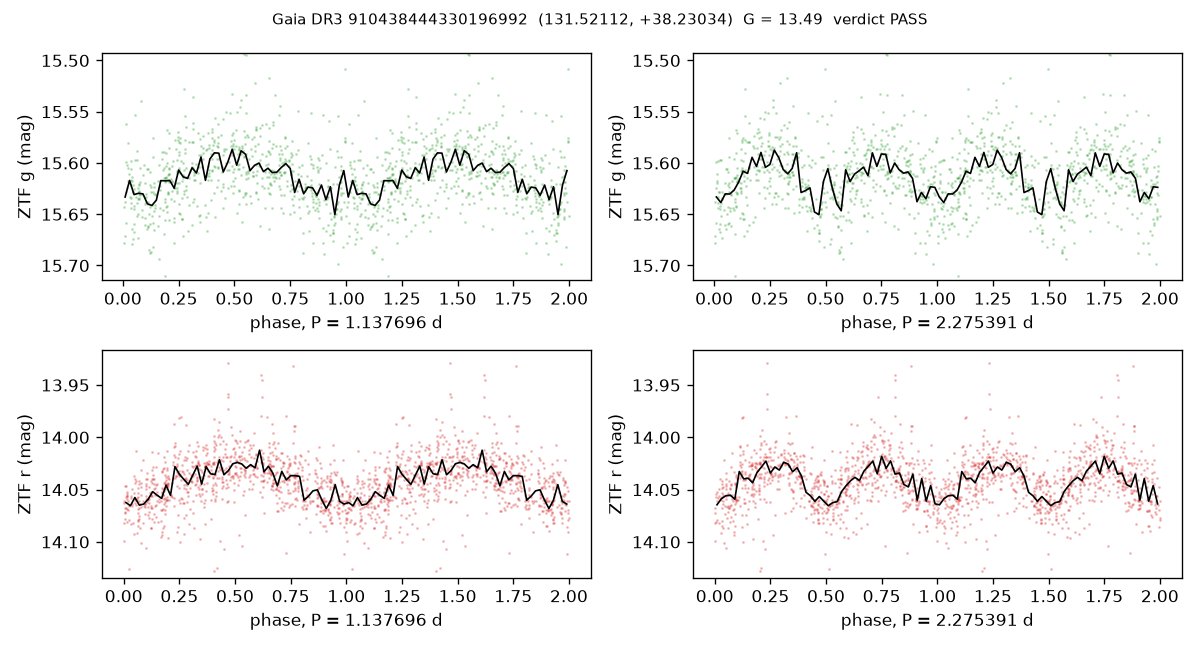 Gaia DR3 910438444330196992 (131.52112, +38.23034) G = 13.49 verdict PASS
ZTF g (mag)
15.50
15.55
15.60
15.65
15.70
0.00 0.25 0.50 0.75 1.00 1.25 1.50 1.75 2.00
phase, P = 1.137696 d
ZTF g (mag)
15.50
15.55
15.60
15.65
15.70
0.00 0.25 0.50 0.75 1.00 1.25 1.50 1.75 2.00
phase, P = 2.275391 d
ZTF r (mag)
13.95
14.00
14.05
14.10
0.00 0.25 0.50 0.75 1.00 1.25 1.50 1.75 2.00
phase, P = 1.137696 d
ZTF r (mag)
13.95
14.00
14.05
14.10
0.00 0.25 0.50 0.75 1.00 1.25 1.50 1.75 2.00
phase, P = 2.275391 d